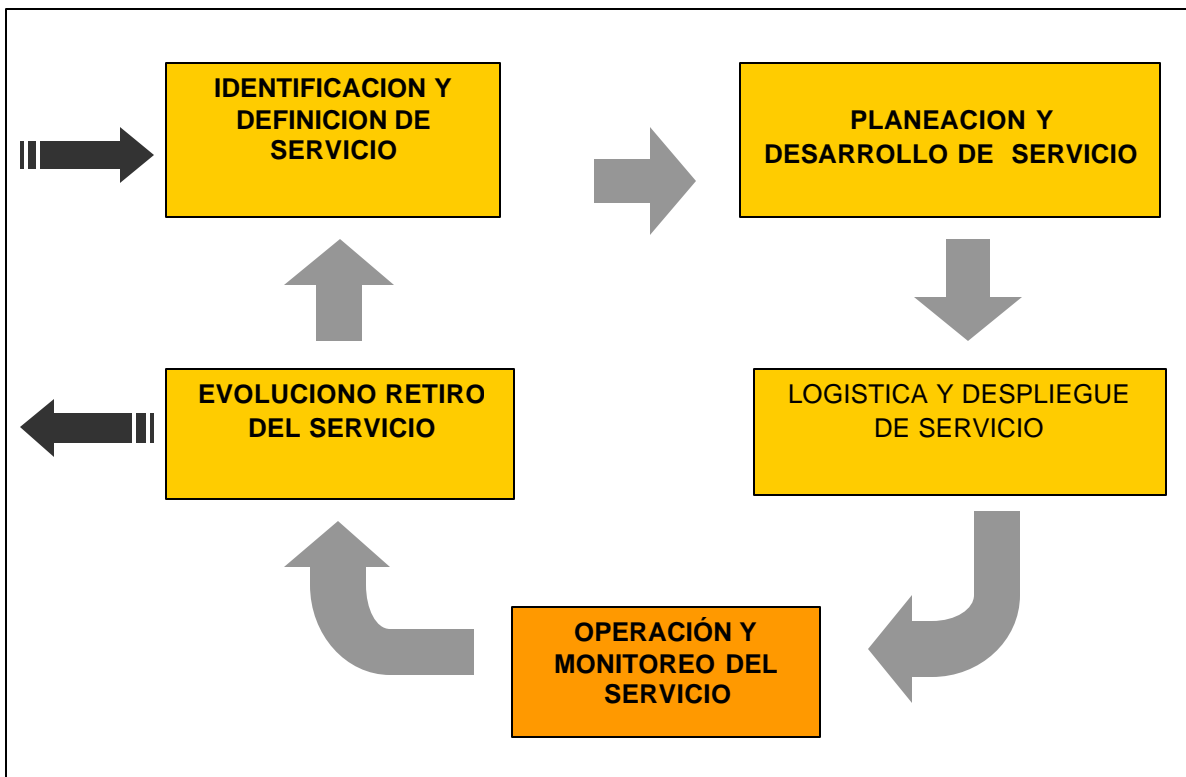 IDENTIFICACION Y
DEFINICION DE
SERVICIO
PLANEACION Y
DESARROLLO DE SERVICIO
EVOLUCIONO RETIRO
DEL SERVICIO
LOGISTICA Y DESPLIEGUE
DE SERVICIO
OPERACIÓN Y
MONITOREO DEL
SERVICIO